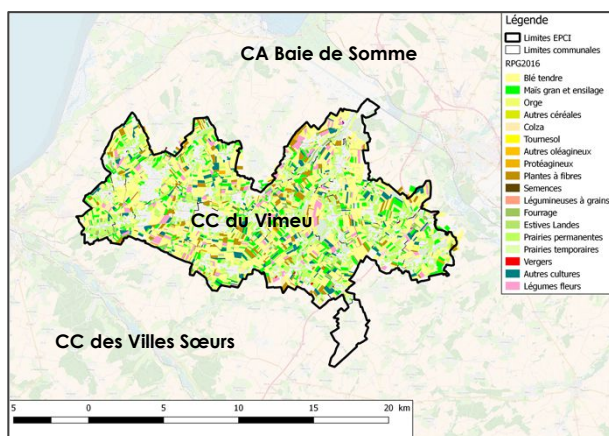 CA Baie de Somme
CC du Vimeu
CC des Villes Sœurs
Légende
Limites EPCI
Limites communales
RPG2016
Blé tendre
Maïs gran et ensilage
Orge
Autres céréales
Colza
Tournesol
Autres oléagineux
Protéagineux
Plantes à fibres
Semences
Légumineuses à grains
Fourrage
Estives Landes
Prairies permanentes
Prairies temporaires
Vergers
Autres cultures
Légumes fleurs
5 0 5 10 15 20 km